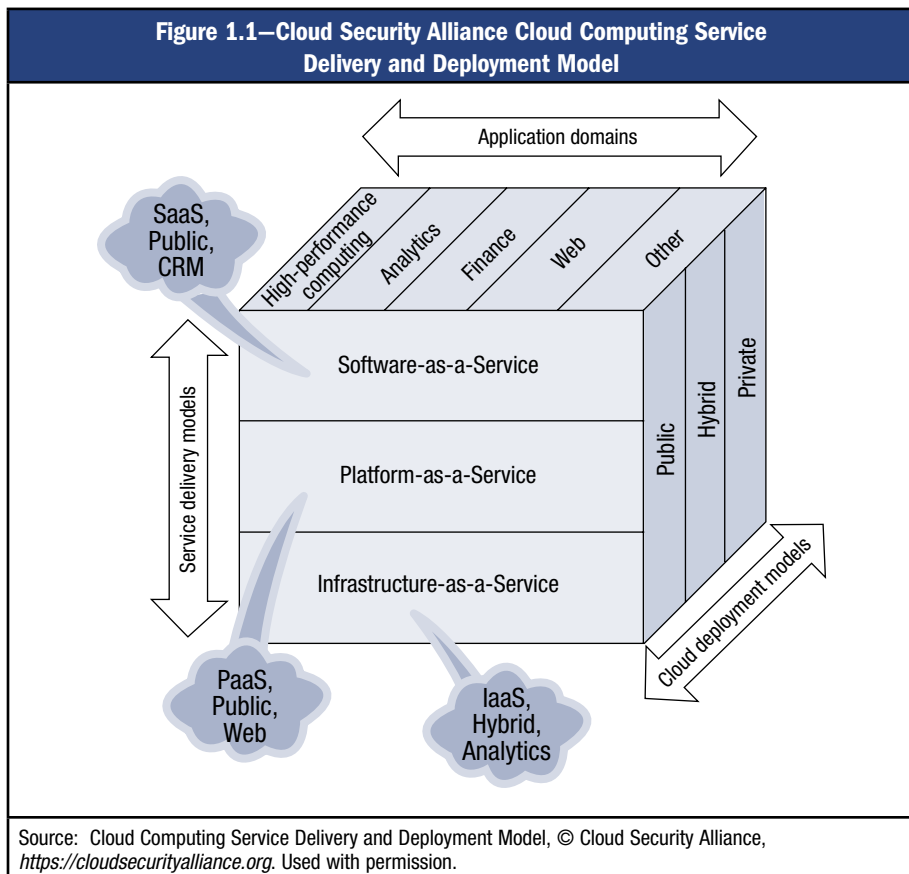 Figure 1.1—Cloud Security Alliance Cloud Computing Service
Delivery and Deployment Model
Application domains
SaaS,
Public,
CRM
High-performance
computing
Analytics
Finance
Web
Other
Software-as-a-Service
Platform-as-a-Service
Infrastructure-as-a-Service
Public
Hybrid
Private
Service delivery models
Cloud deployment models
PaaS,
Public,
Web
IaaS,
Hybrid,
Analytics
Source: Cloud Computing Service Delivery and Deployment Model, © Cloud Security Alliance,
https://cloudsecurityalliance.org. Used with permission.